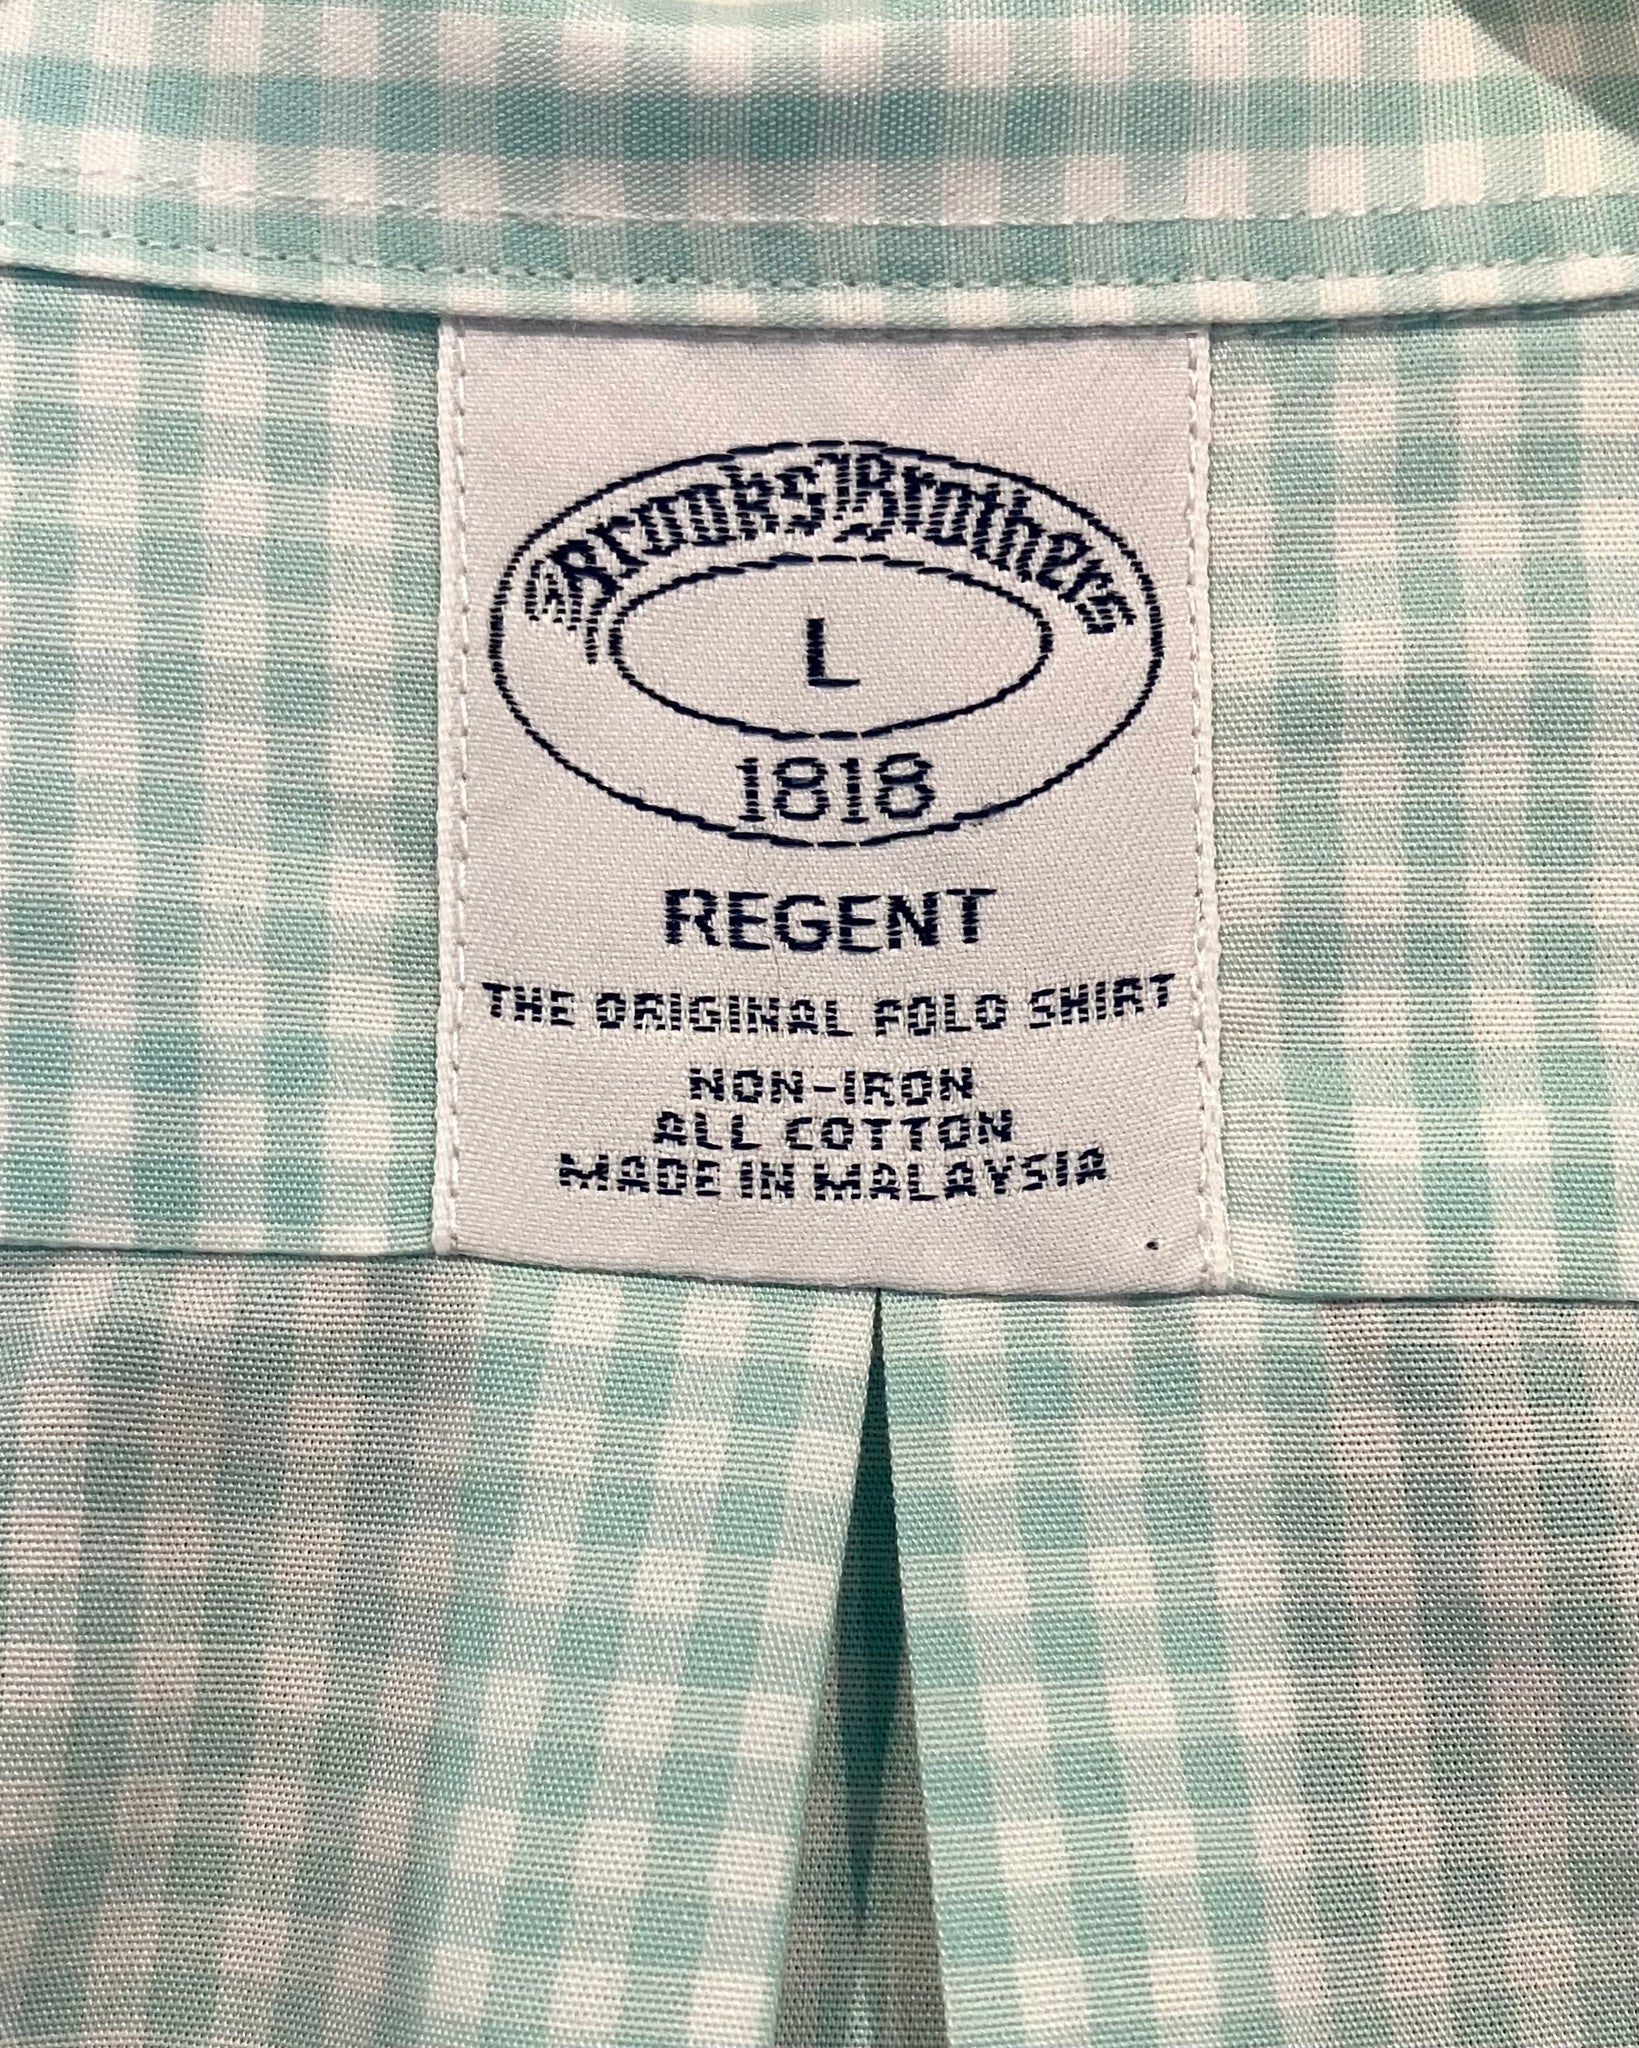 Brooks Brothers
L
1818
REGENT
THE ORIGINAL POLO SHIRT
NON-IRON
ALL COTTON
MADE IN MALAYSIA